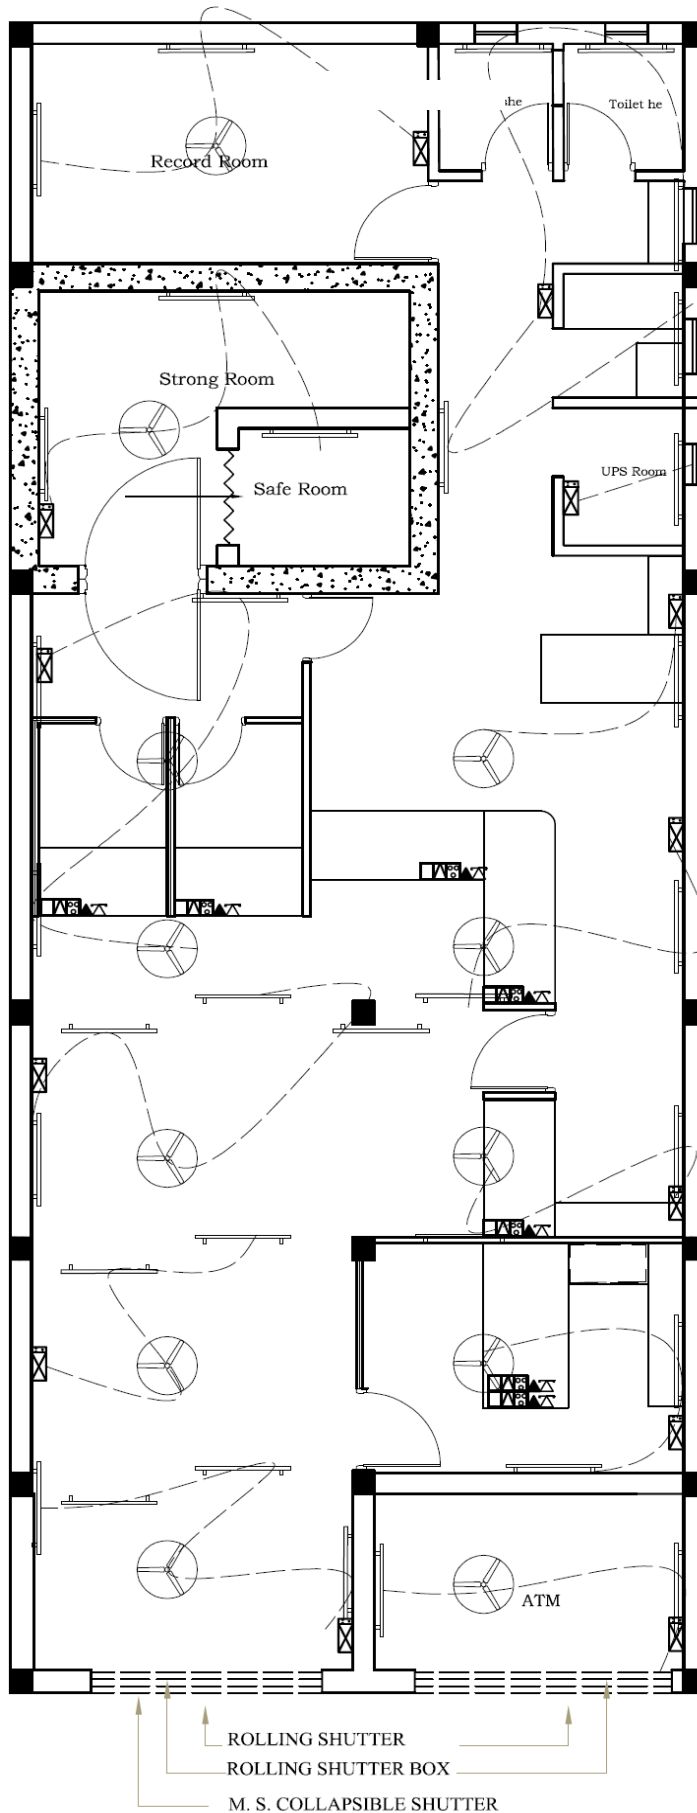 Toilet he
Record Room
Strong Room
UPS Room
Safe Room
ATM
ROLLING SHUTTER
ROLLING SHUTTER BOX
M. S. COLLAPSIBLE SHUTTER